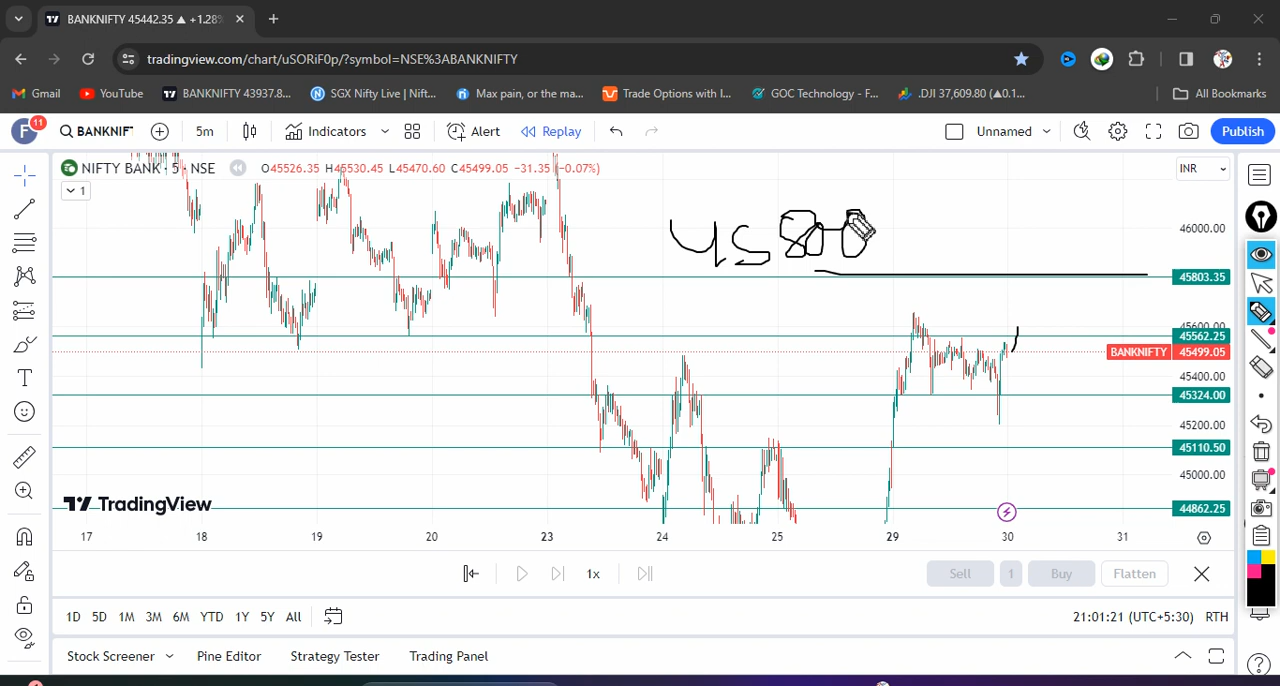 BANKNIFTY 45442.35 ▲ +1.28%
tradingview.com/chart/uSORiF0p/?symbol=NSE%3ABANKNIFTY
Gmail YouTube BANKNIFTY 43937.8... SGX Nifty Live | Nift... Max pain, or the ma... Trade Options with I... GOC Technology - F... .DJI 37,609.80 (▲0.1... All Bookmarks
F 11 BANKNIFT 5m Indicators Alert Replay Unnamed Publish
NIFTY BANK · 5 · NSE O45526.35 H45530.45 L45470.60 C45499.05 −31.35 (−0.07%) INR
1
45800
46000.00
45803.35
45600.00
45562.25
BANKNIFTY 45499.05
45400.00
45324.00
45200.00
45110.50
45000.00
44862.25
TradingView
17 18 19 20 23 24 25 29 30 31
1x Sell 1 Buy Flatten
1D 5D 1M 3M 6M YTD 1Y 5Y All 21:01:21 (UTC+5:30) RTH
Stock Screener Pine Editor Strategy Tester Trading Panel